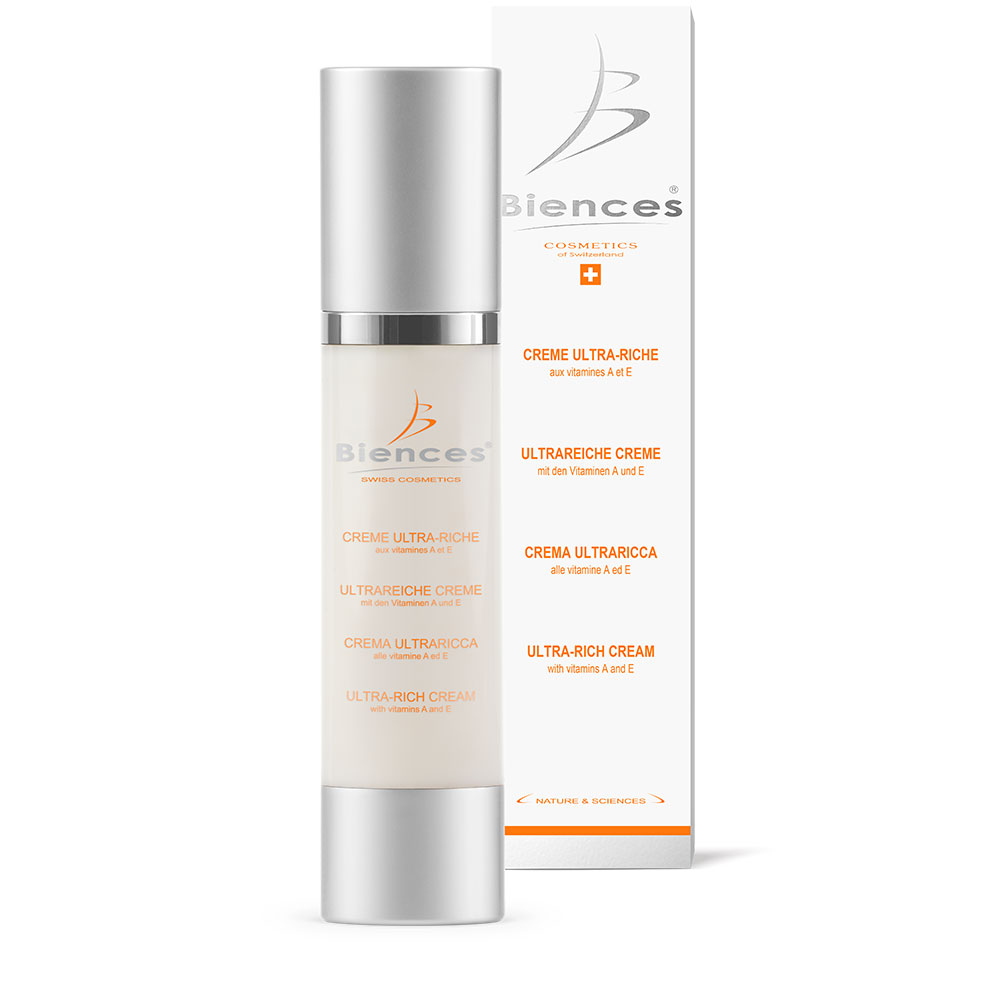 Biences®
SWISS COSMETICS
CREME ULTRA-RICHE
aux vitamines A et E
ULTRAREICHE CREME
mit den Vitaminen A und E
CREMA ULTRARICCA
alle vitamine A ed E
ULTRA-RICH CREAM
with vitamins A and E
Biences®
COSMETICS
of Switzerland
CREME ULTRA-RICHE
aux vitamines A et E
ULTRAREICHE CREME
mit den Vitaminen A und E
CREMA ULTRARICCA
alle vitamine A ed E
ULTRA-RICH CREAM
with vitamins A and E
NATURE & SCIENCES